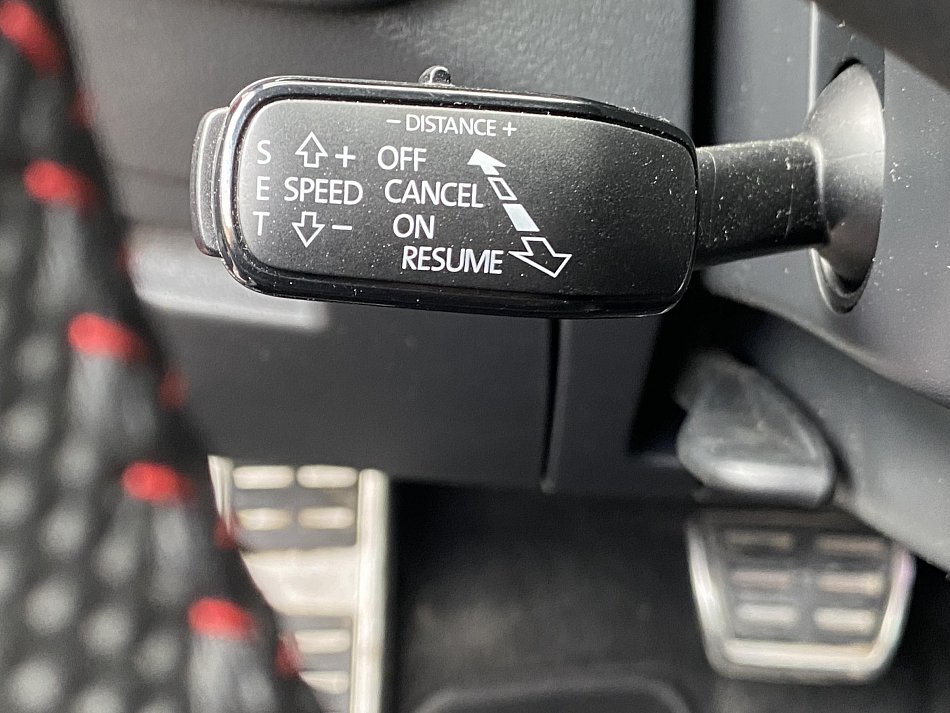 − DISTANCE +
S + OFF
E SPEED CANCEL
T − ON
RESUME